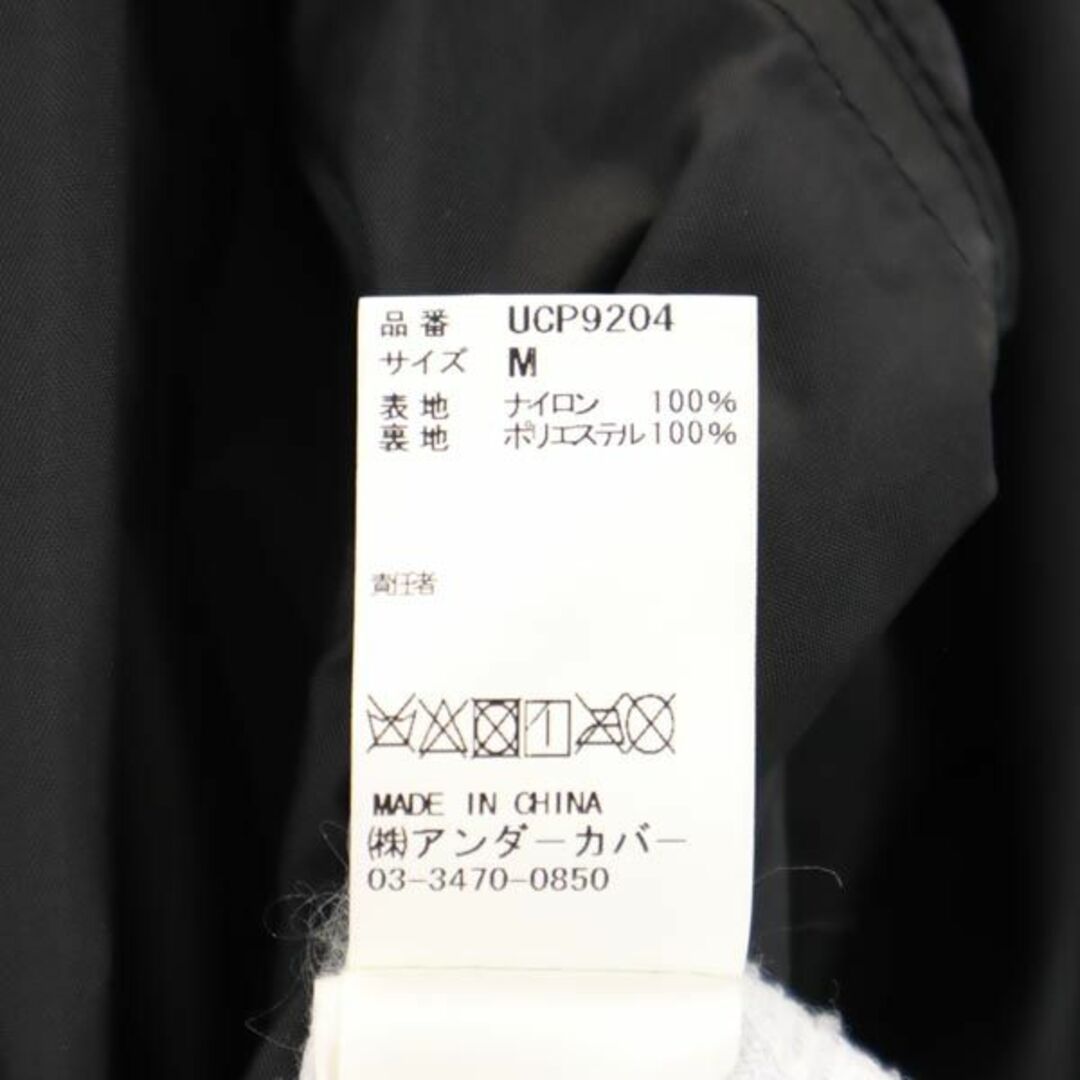 品番 UCP9204
サイズ M
表地 ナイロン 100%
裏地 ポリエステル100%
責任者
MADE IN CHINA
㈱アンダーカバー
03-3470-0850